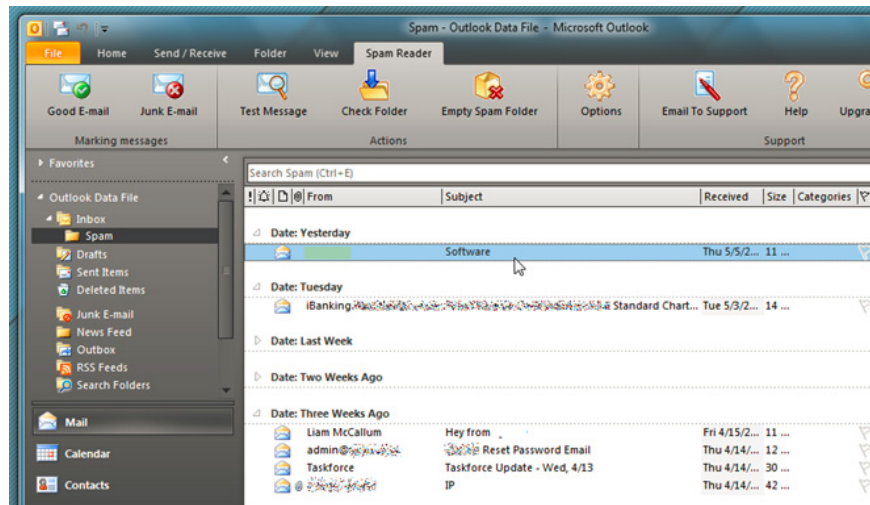 Spam - Outlook Data File - Microsoft Outlook
File Home Send / Receive Folder View Spam Reader
Good E-mail Junk E-mail Test Message Check Folder Empty Spam Folder Options Email To Support Help Upgra
Marking messages Actions Support
Favorites
Search Spam (Ctrl+E)
Outlook Data File
From Subject Received Size Categories
Inbox
Spam
Date: Yesterday
Drafts
Software Thu 5/5/2... 11 ...
Sent Items
Deleted Items
Date: Tuesday
iBanking. Standard Chart... Tue 5/3/2... 14 ...
Junk E-mail
News Feed
Date: Last Week
Outbox
RSS Feeds
Date: Two Weeks Ago
Search Folders
Date: Three Weeks Ago
Mail
Liam McCallum Hey from Fri 4/15/2... 11 ...
admin@ Reset Password Email Thu 4/14/... 12 ...
Calendar
Taskforce Taskforce Update - Wed, 4/13 Thu 4/14/... 30 ...
Contacts
IP Thu 4/14/... 42 ...